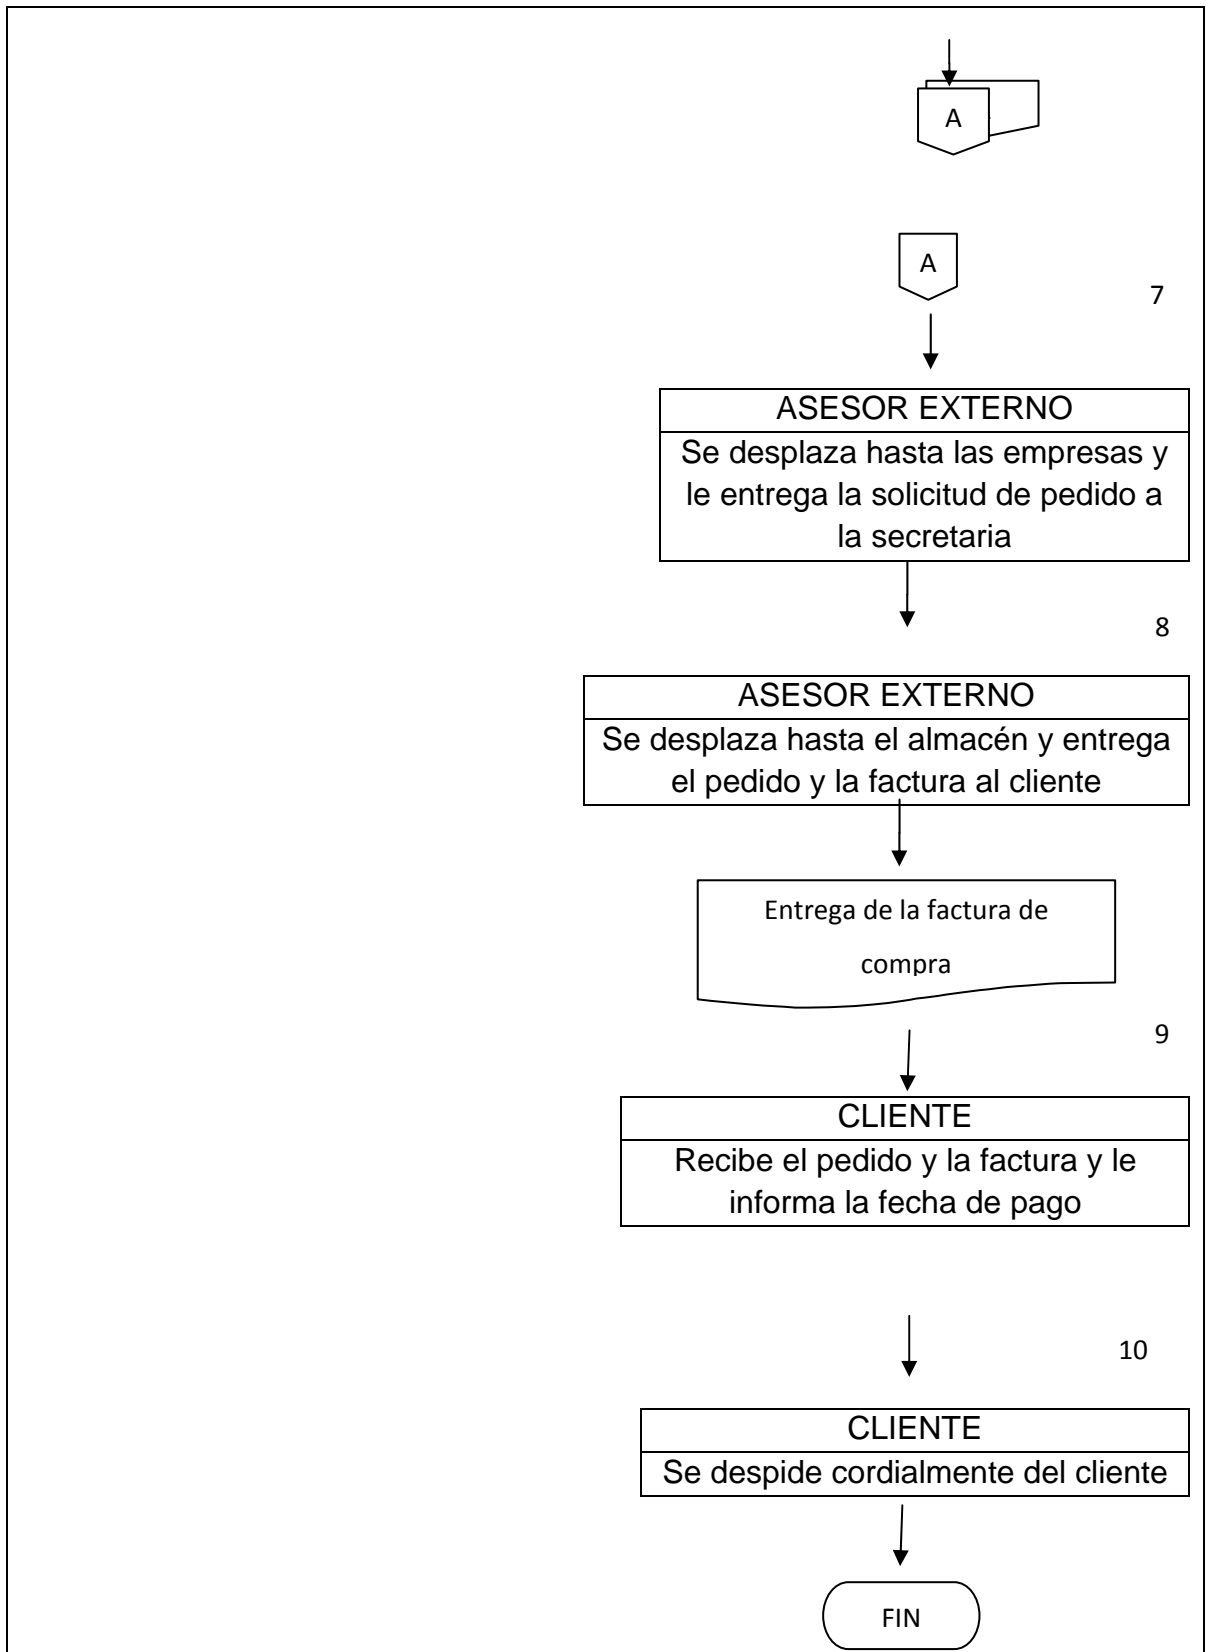 A
A
7
ASESOR EXTERNO
Se desplaza hasta las empresas y
le entrega la solicitud de pedido a
la secretaria
8
ASESOR EXTERNO
Se desplaza hasta el almacén y entrega
el pedido y la factura al cliente
Entrega de la factura de
compra
9
CLIENTE
Recibe el pedido y la factura y le
informa la fecha de pago
10
CLIENTE
Se despide cordialmente del cliente
FIN